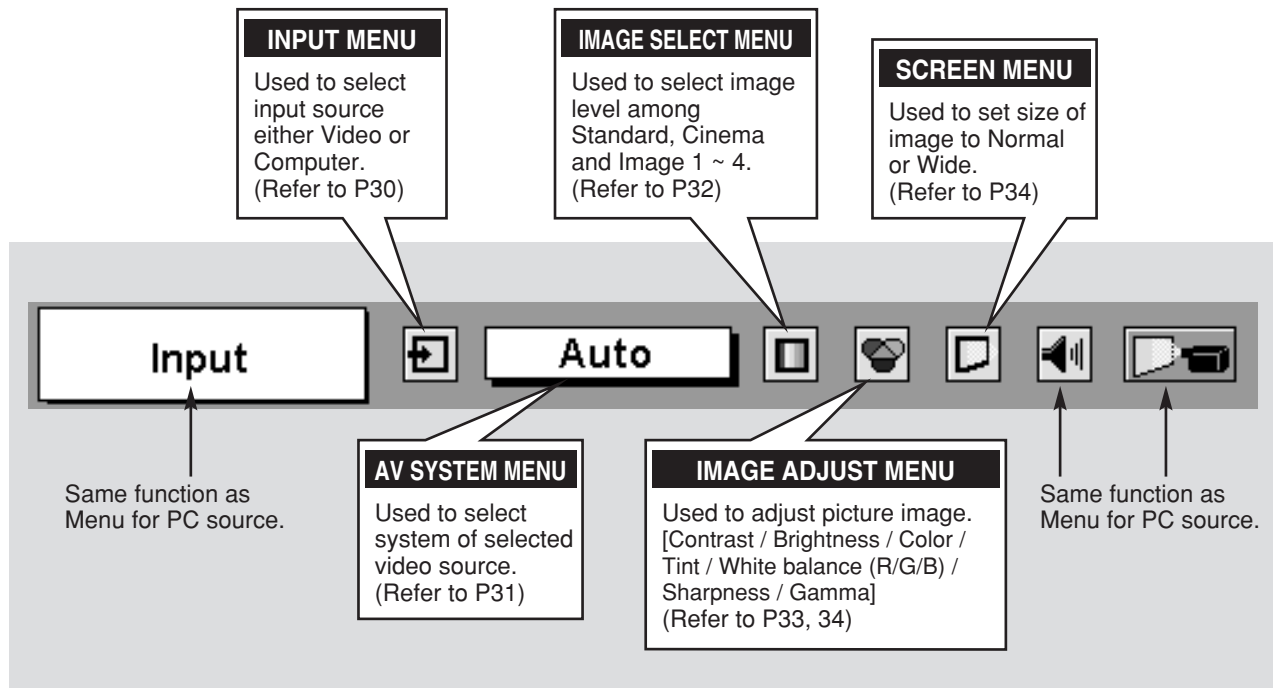 INPUT MENU
Used to select
input source
either Video or
Computer.
(Refer to P30)
IMAGE SELECT MENU
Used to select image
level among
Standard, Cinema
and Image 1 ~ 4.
(Refer to P32)
SCREEN MENU
Used to set size of
image to Normal
or Wide.
(Refer to P34)
Input
Auto
Same function as
Menu for PC source.
AV SYSTEM MENU
Used to select
system of selected
video source.
(Refer to P31)
IMAGE ADJUST MENU
Used to adjust picture image.
[Contrast / Brightness / Color /
Tint / White balance (R/G/B) /
Sharpness / Gamma]
(Refer to P33, 34)
Same function as
Menu for PC source.